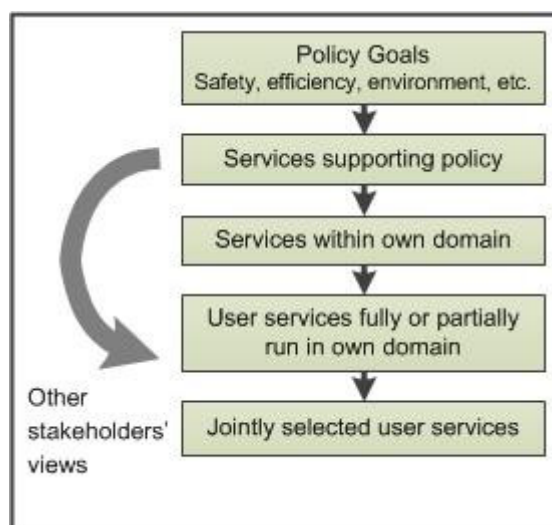 Policy Goals
Safety, efficiency, environment, etc.
Services supporting policy
Services within own domain
User services fully or partially
run in own domain
Jointly selected user services
Other
stakeholders'
views